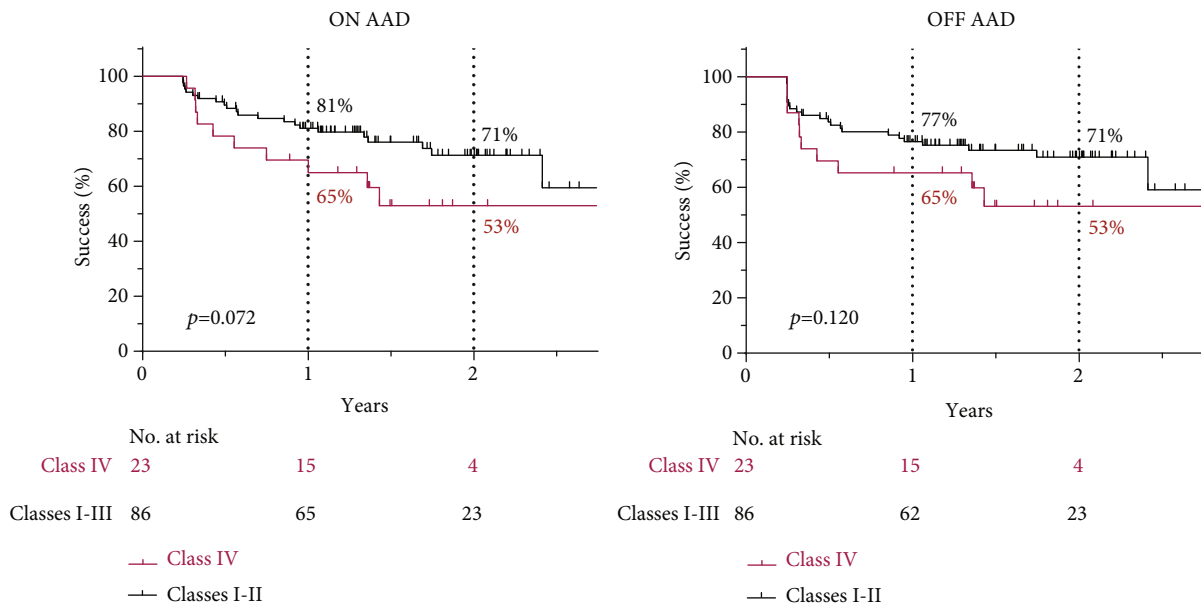 ON AAD
100
80
60
40
20
0
Success (%)
81%
71%
65%
53%
p=0.072
0 1 2
Years
No. at risk
Class IV 23 15 4
Classes I-III 86 65 23
Class IV
Classes I-II
OFF AAD
100
80
60
40
20
0
Success (%)
77%
71%
65%
53%
p=0.120
0 1 2
Years
No. at risk
Class IV 23 15 4
Classes I-III 86 62 23
Class IV
Classes I-II